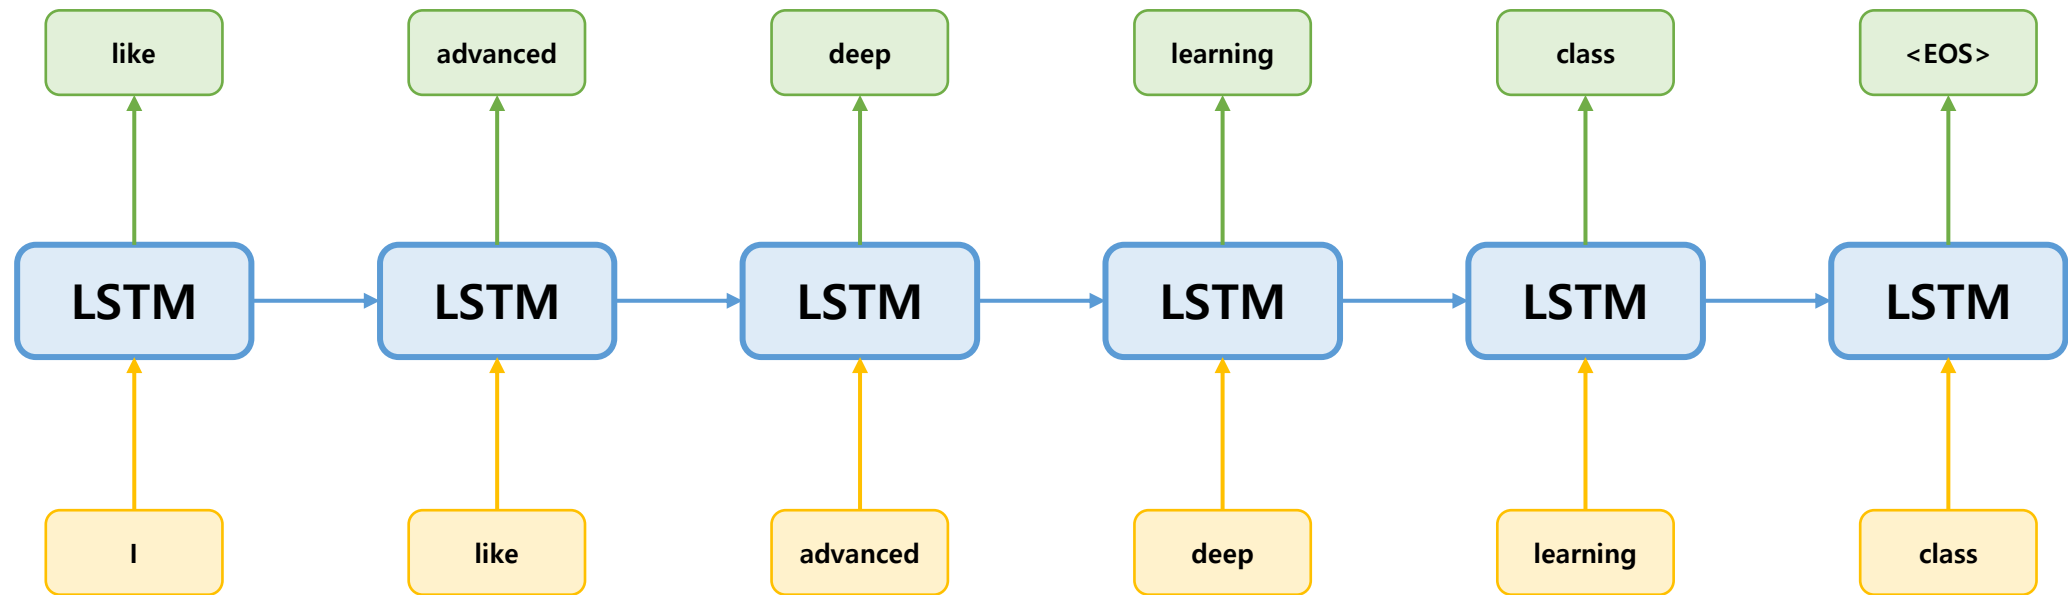 like advanced deep learning class <EOS>
LSTM LSTM LSTM LSTM LSTM LSTM
I like advanced deep learning class